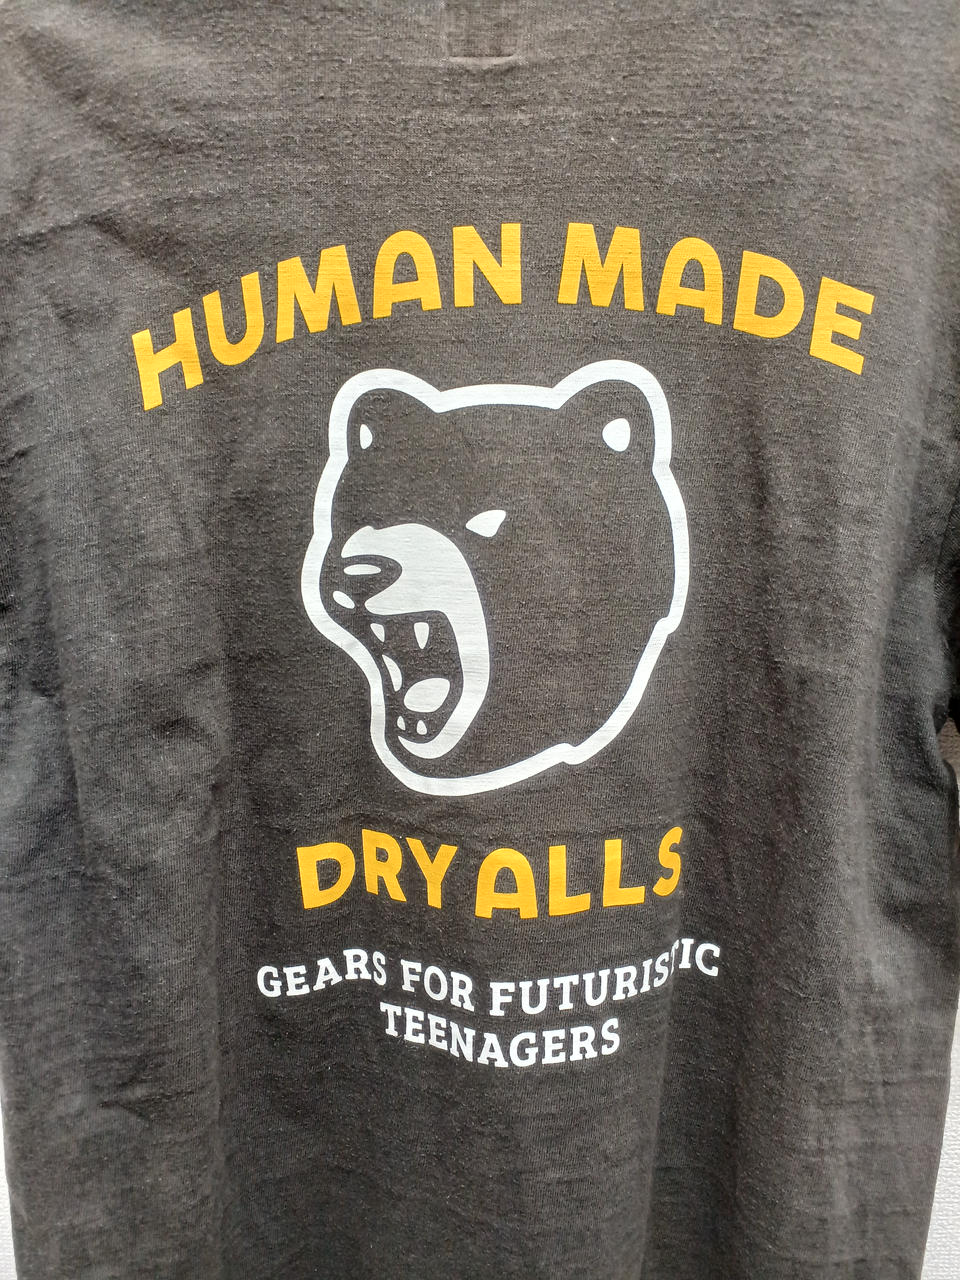 HUMAN MADE
DRY ALLS
GEARS FOR FUTURISTIC
TEENAGERS